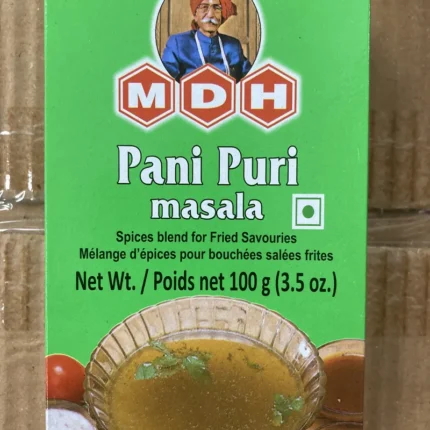 MDH
Pani Puri
masala
Spices blend for Fried Savouries
Mélange d'épices pour bouchées salées frites
Net Wt. / Poids net 100 g (3.5 oz.)